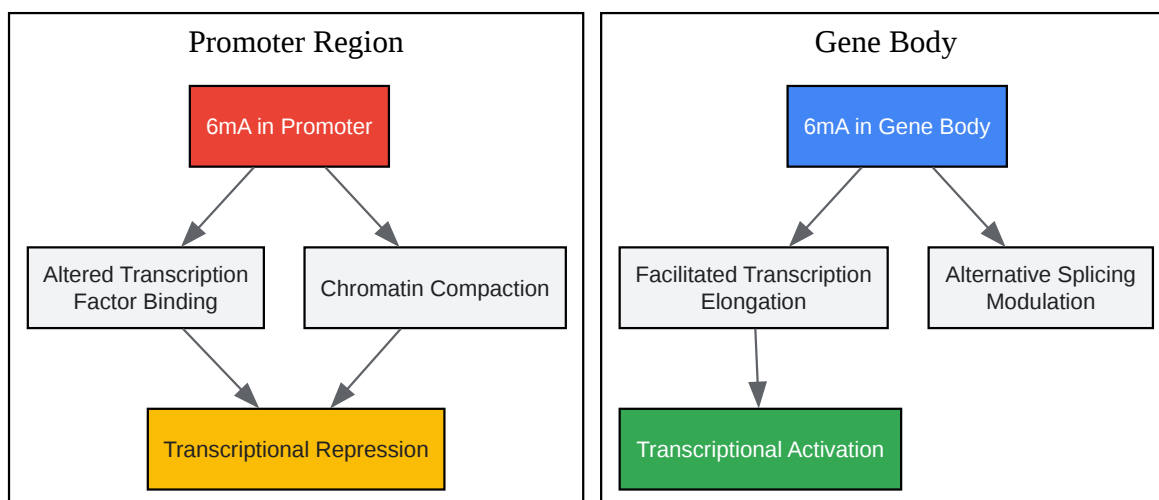 Promoter Region
6mA in Promoter
Altered Transcription
Factor Binding
Chromatin Compaction
Transcriptional Repression
Gene Body
6mA in Gene Body
Facilitated Transcription
Elongation
Alternative Splicing
Modulation
Transcriptional Activation